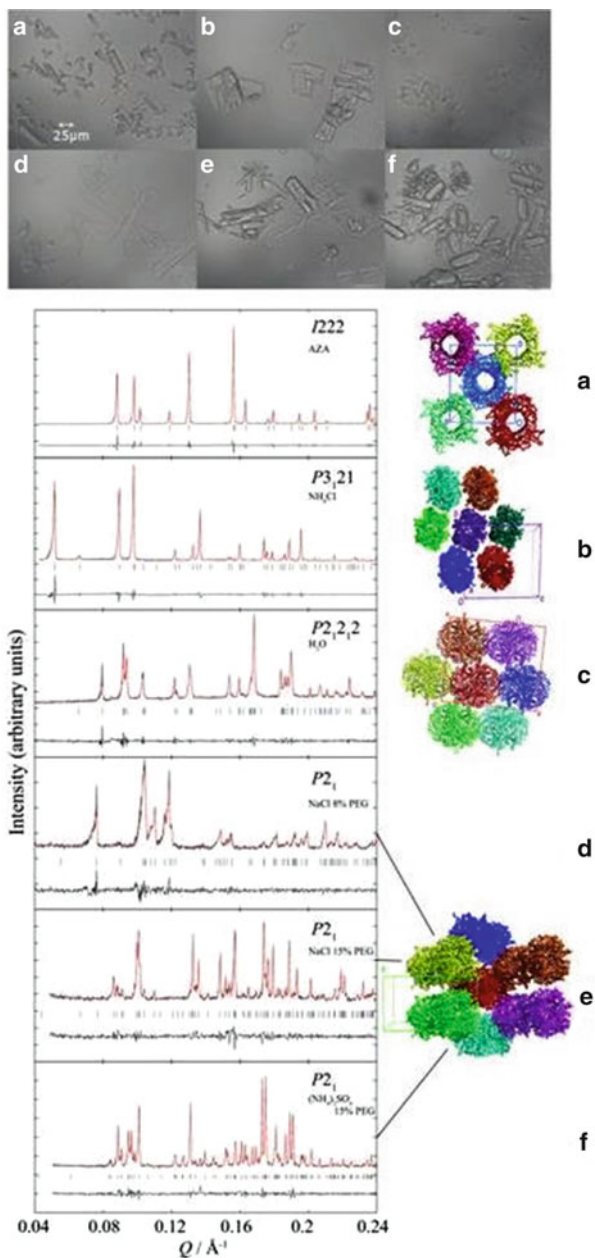 a
b
c
25μm
d
e
f
I222
AZA
a
P3₁21
NH₄Cl
b
P2₁2₁2
H₂O
c
Intensity (arbitrary units)
P2₁
NaCl 8% PEG
d
P2₁
NaCl 15% PEG
e
P2₁
(NH₄)₂SO₄
15% PEG
f
0.04
0.08
0.12
0.16
0.20
0.24
Q / Å⁻¹